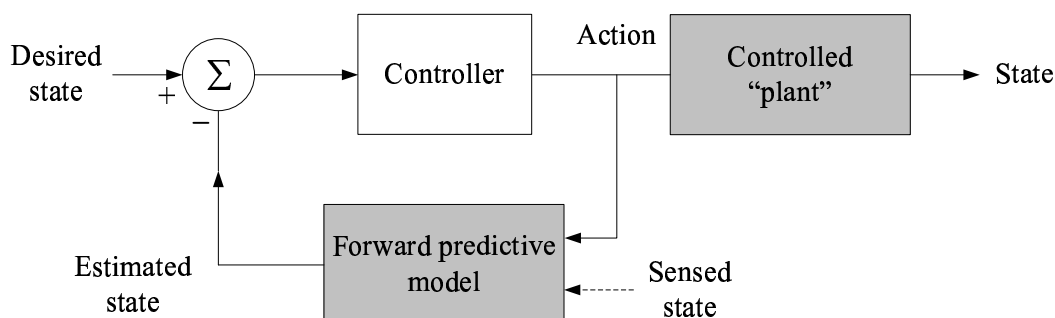 Desired
state
+
−
Σ
Controller
Action
Controlled
“plant”
State
Forward predictive
model
Estimated
state
Sensed
state